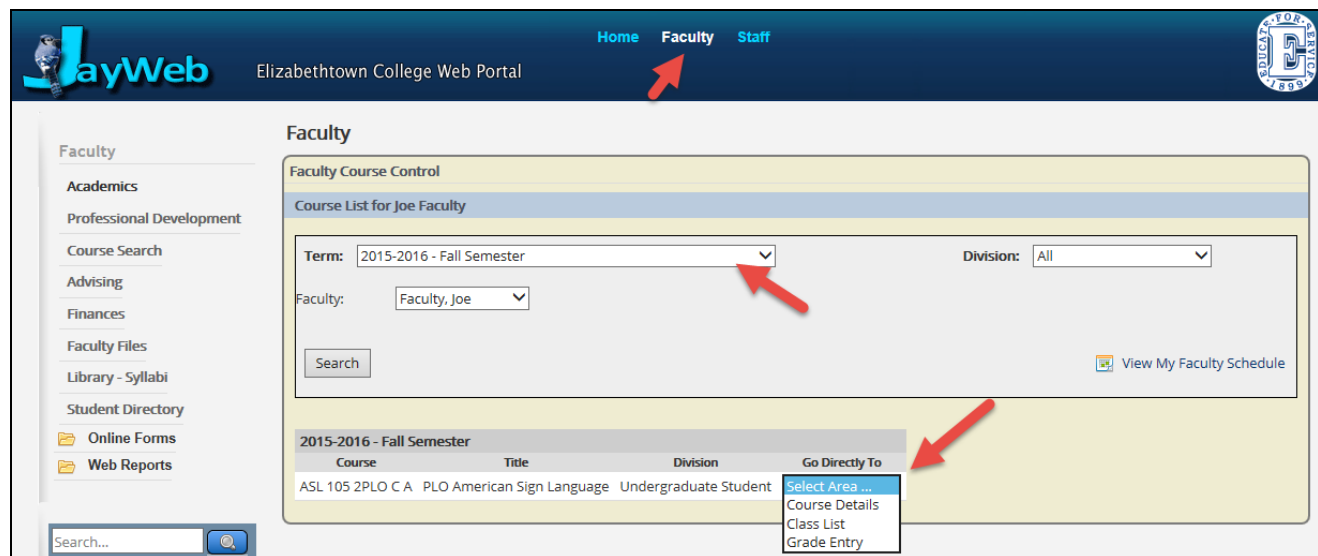 Home Faculty Staff
JayWeb Elizabethtown College Web Portal
EDUCATE FOR SERVICE
1899
Faculty
Academics
Professional Development
Course Search
Advising
Finances
Faculty Files
Library - Syllabi
Student Directory
Online Forms
Web Reports
Search...
Faculty
Faculty Course Control
Course List for Joe Faculty
Term: 2015-2016 - Fall Semester Division: All
Faculty: Faculty, Joe
Search View My Faculty Schedule
2015-2016 - Fall Semester
Course Title Division Go Directly To
ASL 105 2PLO C A PLO American Sign Language Undergraduate Student Select Area ...
Course Details
Class List
Grade Entry